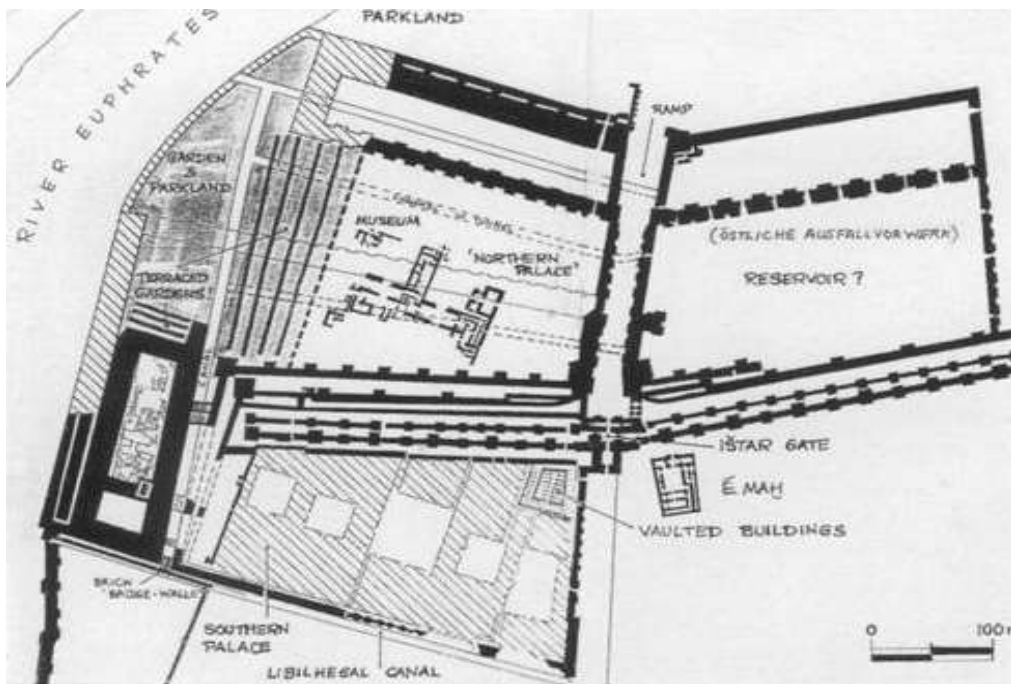 PARKLAND
RIVER EUPHRATES
RAMP
GARDEN
&
PARKLAND
MUSEUM
'NORTHERN
PALACE'
(ÖSTLICHE AUSFALLVORWERK)
RESERVOIR ?
TERRACED
GARDENS?
IŠTAR GATE
É MAH
VAULTED BUILDINGS
BRICK
BRIDGE-WALLS
SOUTHERN
PALACE
LIBILHEGAL CANAL
0 100 m